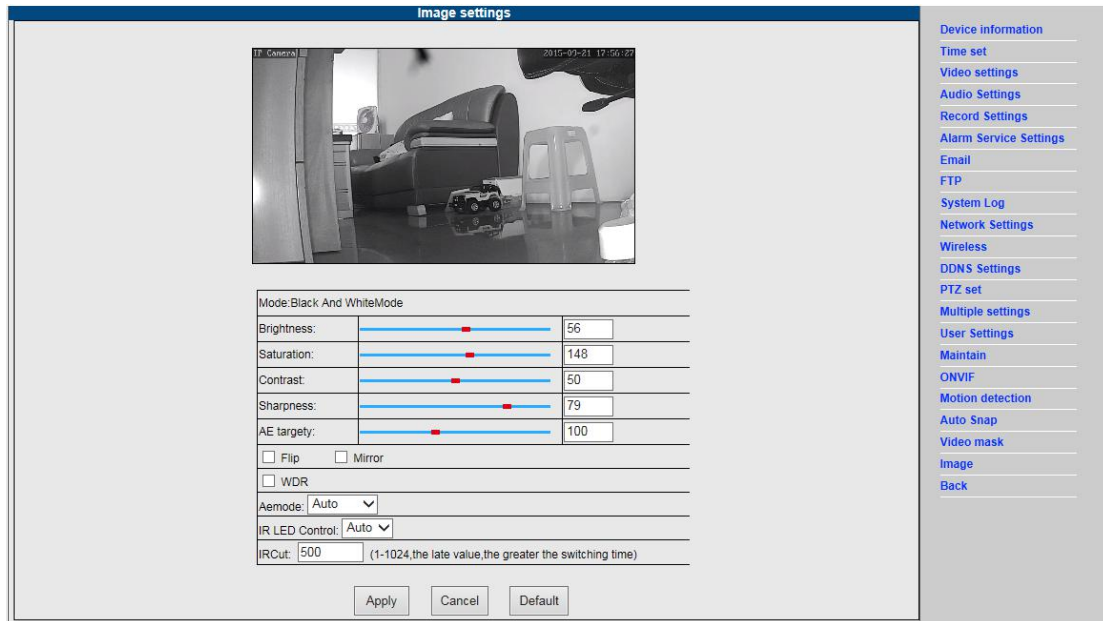 Image settings
IP Camera
2015-09-21 17:56:27
Mode:Black And WhiteMode
Brightness: 56
Saturation: 148
Contrast: 50
Sharpness: 79
AE targety: 100
Flip Mirror
WDR
Aemode: Auto
IR LED Control: Auto
IRCut: 500 (1-1024,the late value,the greater the switching time)
Apply Cancel Default
Device information
Time set
Video settings
Audio Settings
Record Settings
Alarm Service Settings
Email
FTP
System Log
Network Settings
Wireless
DDNS Settings
PTZ set
Multiple settings
User Settings
Maintain
ONVIF
Motion detection
Auto Snap
Video mask
Image
Back